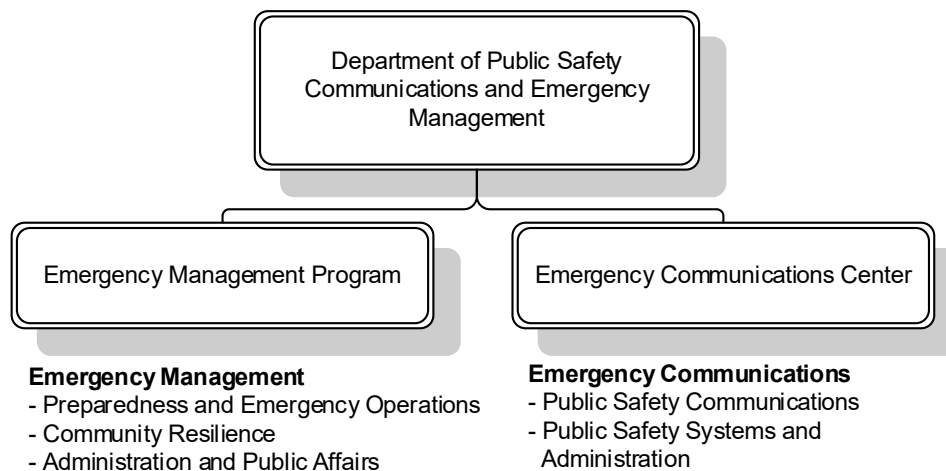 Department of Public Safety
Communications and Emergency
Management
Emergency Management Program
Emergency Communications Center
Emergency Management
- Preparedness and Emergency Operations
- Community Resilience
- Administration and Public Affairs
Emergency Communications
- Public Safety Communications
- Public Safety Systems and
Administration